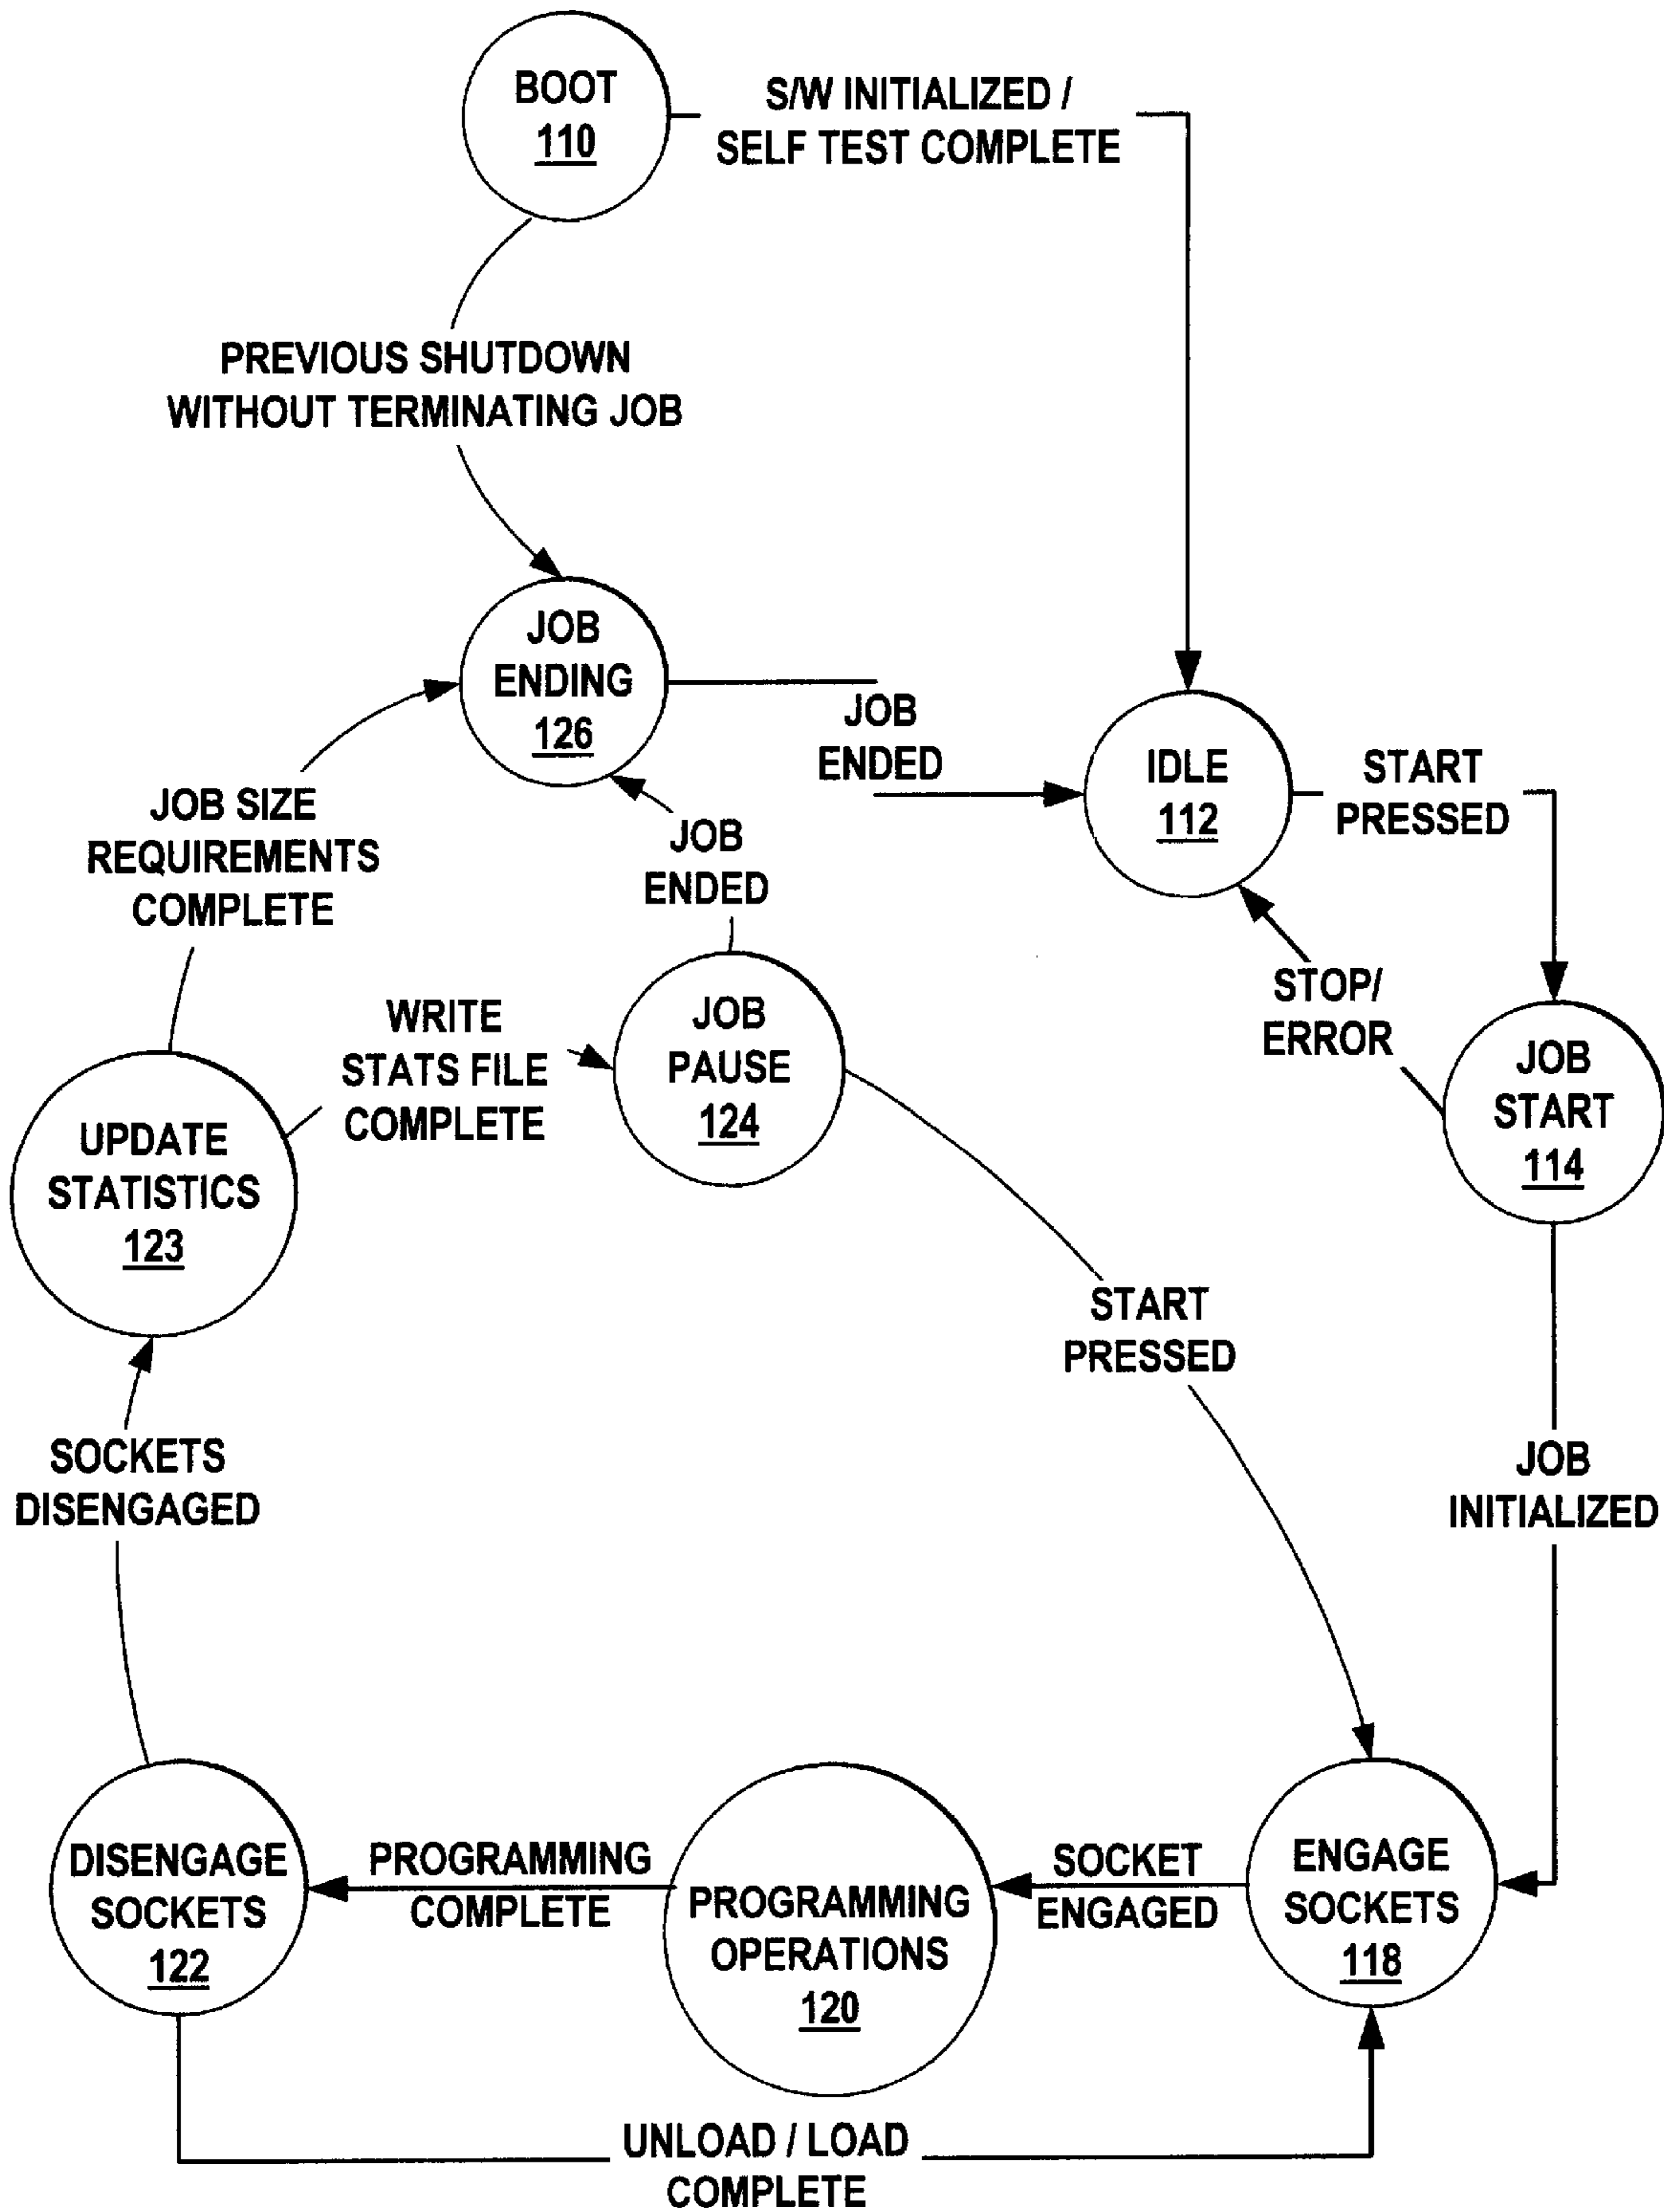 BOOT
110
S/W INITIALIZED /
SELF TEST COMPLETE
PREVIOUS SHUTDOWN
WITHOUT TERMINATING JOB
JOB
ENDING
126
JOB
ENDED
IDLE
112
START
PRESSED
JOB SIZE
REQUIREMENTS
COMPLETE
JOB
ENDED
STOP/
ERROR
WRITE
STATS FILE
COMPLETE
JOB
PAUSE
124
JOB
START
114
UPDATE
STATISTICS
123
START
PRESSED
SOCKETS
DISENGAGED
JOB
INITIALIZED
DISENGAGE
SOCKETS
122
PROGRAMMING
COMPLETE
PROGRAMMING
OPERATIONS
120
SOCKET
ENGAGED
ENGAGE
SOCKETS
118
UNLOAD / LOAD
COMPLETE